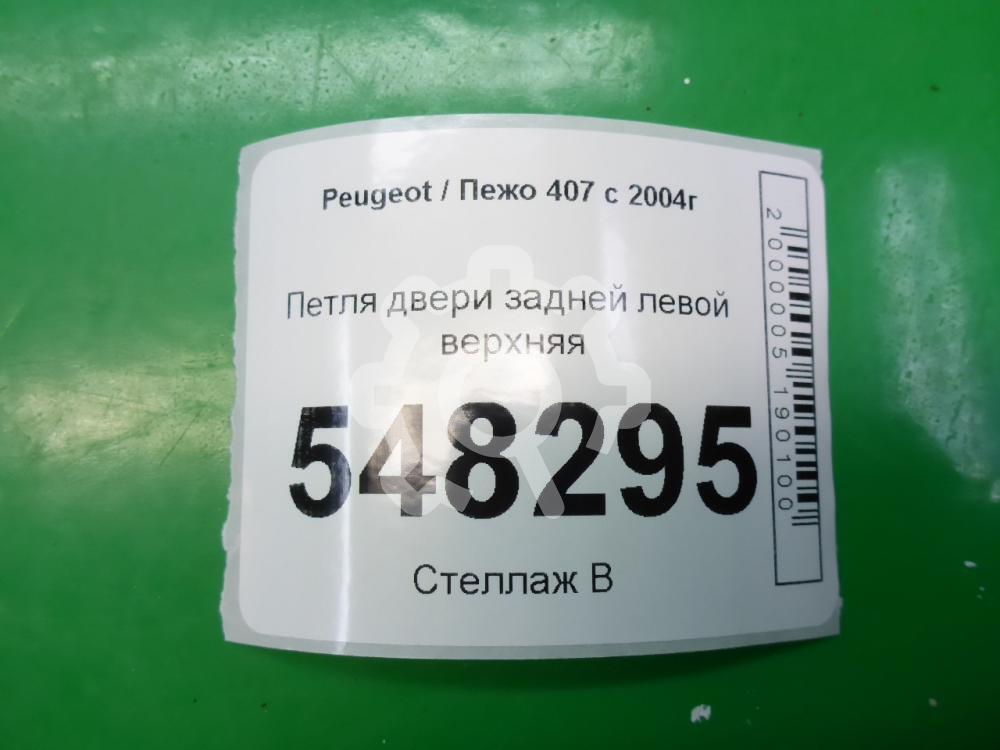 Peugeot / Пежо 407 с 2004г
Петля двери задней левой
верхняя
548295
Стеллаж В
2000005190100